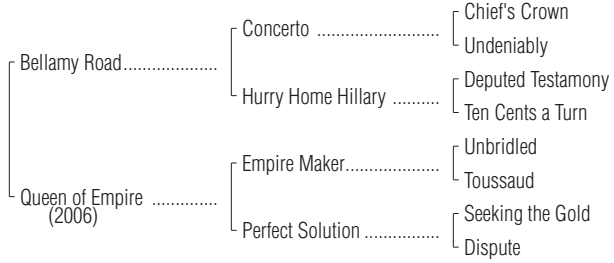 Chief's Crown
Concerto ........................
Undeniably
Bellamy Road...................
Deputed Testamony
Hurry Home Hillary ..........
Ten Cents a Turn
Unbridled
Empire Maker...................
Toussaud
Queen of Empire .............
(2006)
Seeking the Gold
Perfect Solution ...............
Dispute